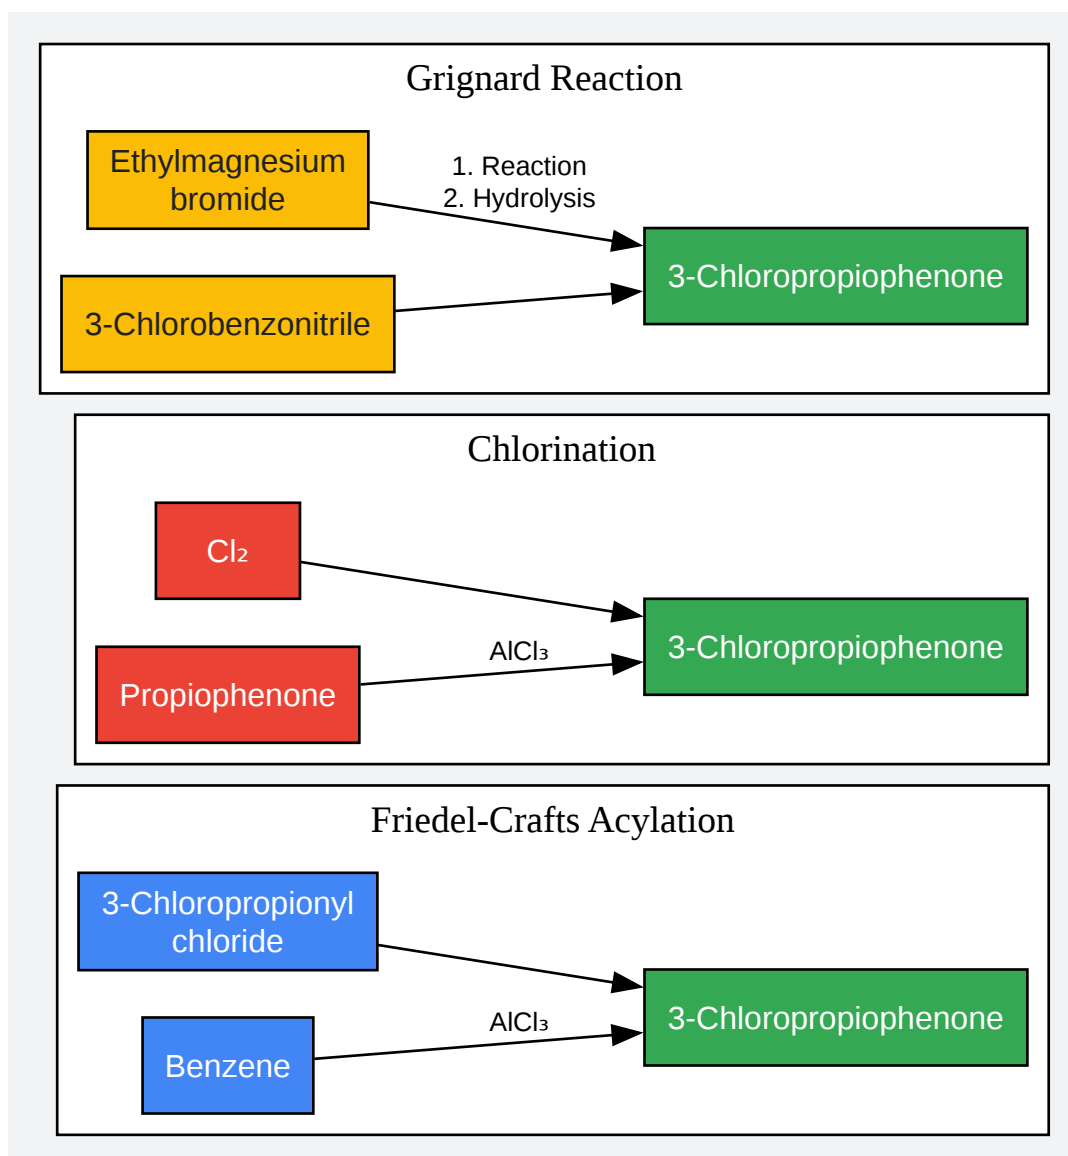 Grignard Reaction
Ethylmagnesium
bromide
1. Reaction
2. Hydrolysis
3-Chlorobenzonitrile
3-Chloropropiophenone
Chlorination
Cl₂
Propiophenone
AlCl₃
3-Chloropropiophenone
Friedel-Crafts Acylation
3-Chloropropionyl
chloride
Benzene
AlCl₃
3-Chloropropiophenone